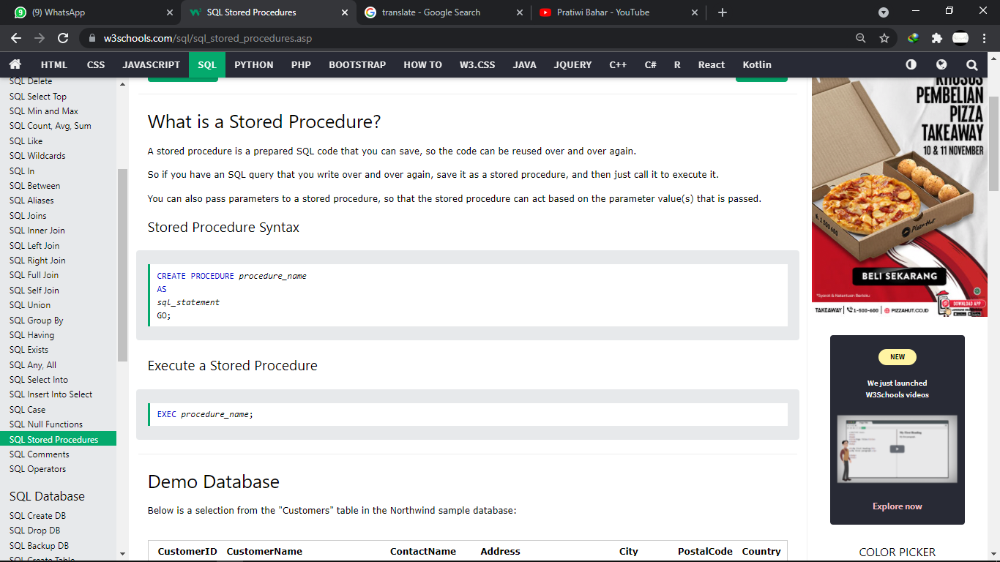 (9) WhatsApp
SQL Stored Procedures
translate - Google Search
Pratiwi Bahar - YouTube
w3schools.com/sql/sql_stored_procedures.asp
HTML CSS JAVASCRIPT SQL PYTHON PHP BOOTSTRAP HOW TO W3.CSS JAVA JQUERY C++ C# R React Kotlin
SQL Delete
SQL Select Top
SQL Min and Max
SQL Count, Avg, Sum
SQL Like
SQL Wildcards
SQL In
SQL Between
SQL Aliases
SQL Joins
SQL Inner Join
SQL Left Join
SQL Right Join
SQL Full Join
SQL Self Join
SQL Union
SQL Group By
SQL Having
SQL Exists
SQL Any, All
SQL Select Into
SQL Insert Into Select
SQL Case
SQL Null Functions
SQL Stored Procedures
SQL Comments
SQL Operators
SQL Database
SQL Create DB
SQL Drop DB
SQL Backup DB
SQL Create Table
What is a Stored Procedure?
A stored procedure is a prepared SQL code that you can save, so the code can be reused over and over again.
So if you have an SQL query that you write over and over again, save it as a stored procedure, and then just call it to execute it.
You can also pass parameters to a stored procedure, so that the stored procedure can act based on the parameter value(s) that is passed.
Stored Procedure Syntax
CREATE PROCEDURE procedure_name
AS
sql_statement
GO;
Execute a Stored Procedure
EXEC procedure_name;
Demo Database
Below is a selection from the "Customers" table in the Northwind sample database:
CustomerID CustomerName ContactName Address City PostalCode Country
KHUSUS
PEMBELIAN
PIZZA
TAKEAWAY
10 & 11 NOVEMBER
1 500 600
Pizza Hut
BELI SEKARANG
*Syarat & Ketentuan Berlaku
TAKEAWAY 1-500-600 PIZZAHUT.CO.ID
DOWNLOAD APP
NEW
We just launched
W3Schools videos
Explore now
COLOR PICKER